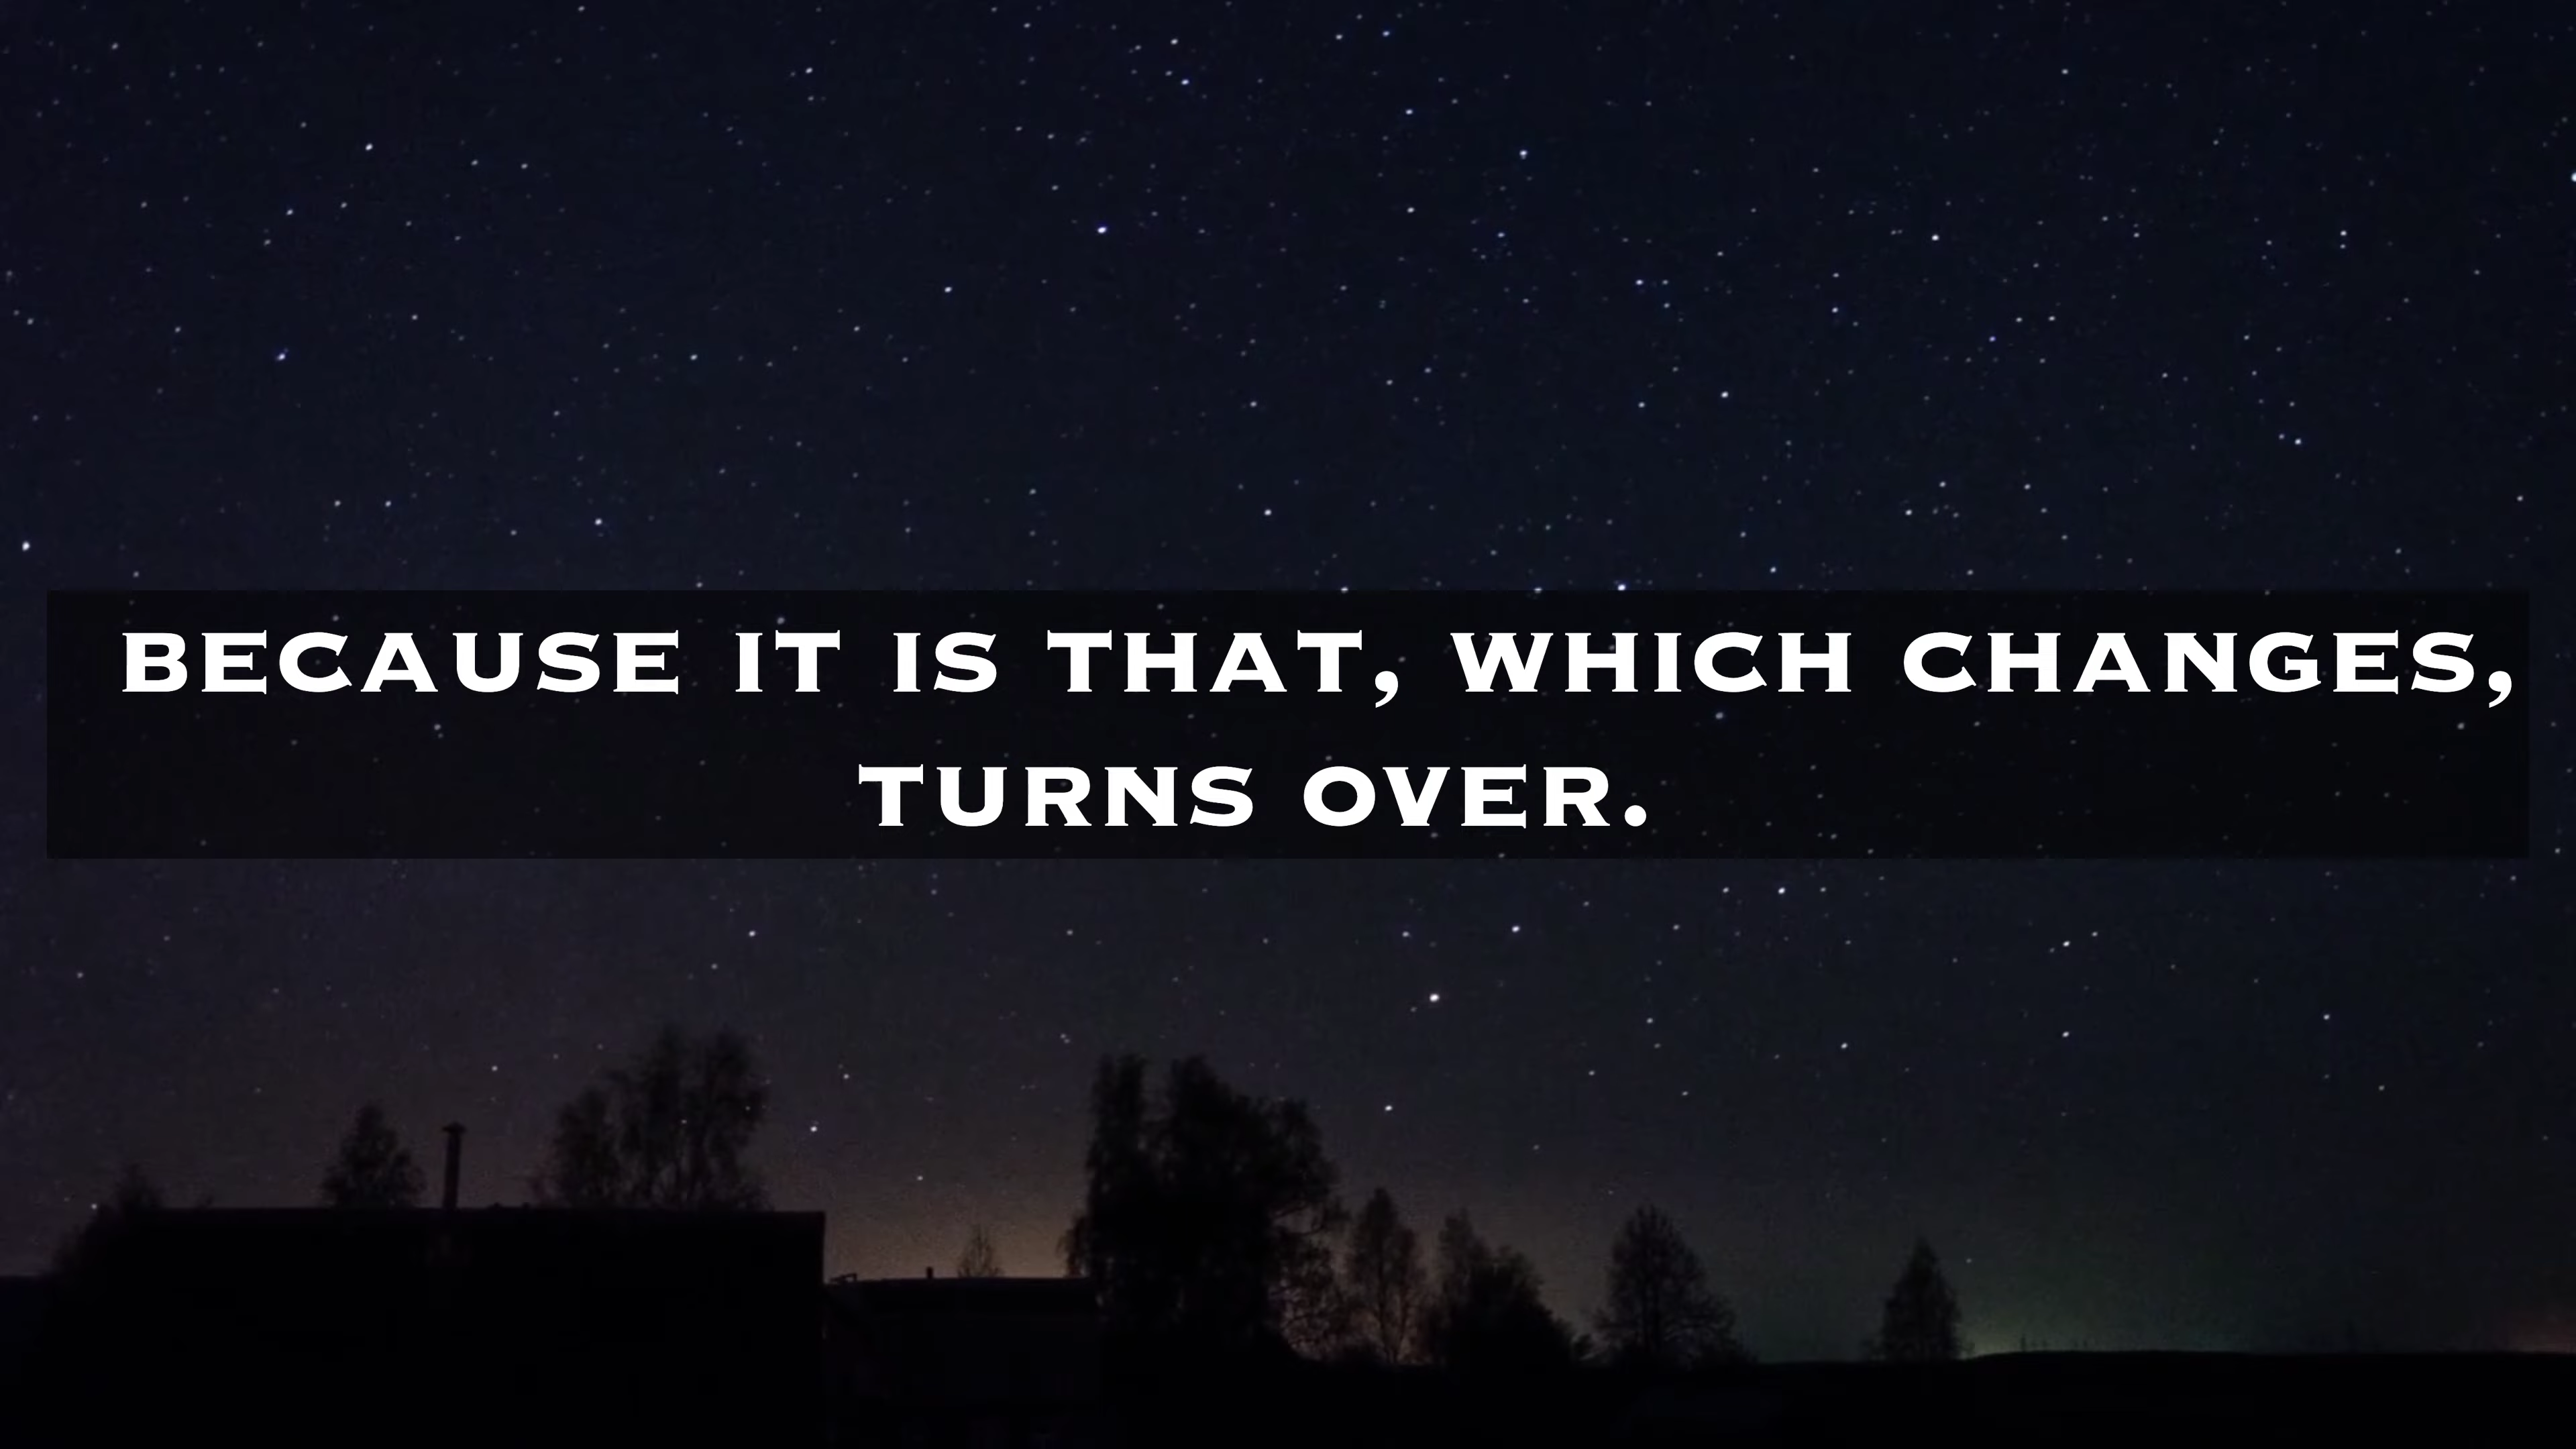 BECAUSE IT IS THAT, WHICH CHANGES,
TURNS OVER.